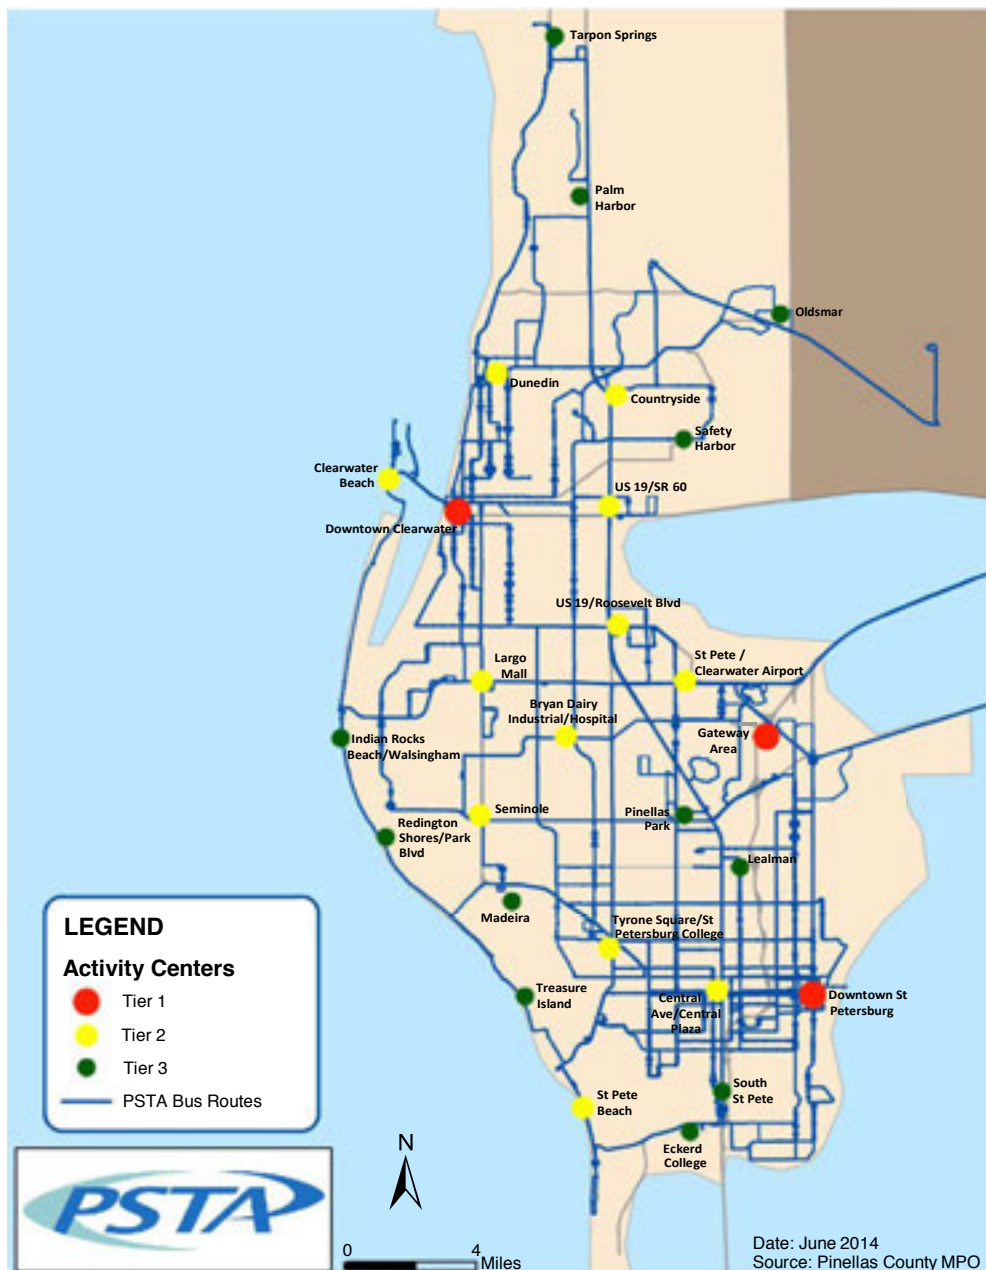 Tarpon Springs
Palm
Harbor
Oldsmar
Dunedin
Countryside
Safety
Harbor
Clearwater
Beach
US 19/SR 60
Downtown Clearwater
US 19/Roosevelt Blvd
Largo
Mall
St Pete /
Clearwater Airport
Bryan Dairy
Industrial/Hospital
Gateway
Area
Indian Rocks
Beach/Walsingham
Seminole
Pinellas
Park
Redington
Shores/Park
Blvd
Lealman
Madeira
Tyrone Square/St
Petersburg College
Treasure
Island
Central
Ave/Central
Plaza
Downtown St
Petersburg
South
St Pete
St Pete
Beach
Eckerd
College
LEGEND
Activity Centers
Tier 1
Tier 2
Tier 3
PSTA Bus Routes
PSTA
N
0 4
Miles
Date: June 2014
Source: Pinellas County MPO